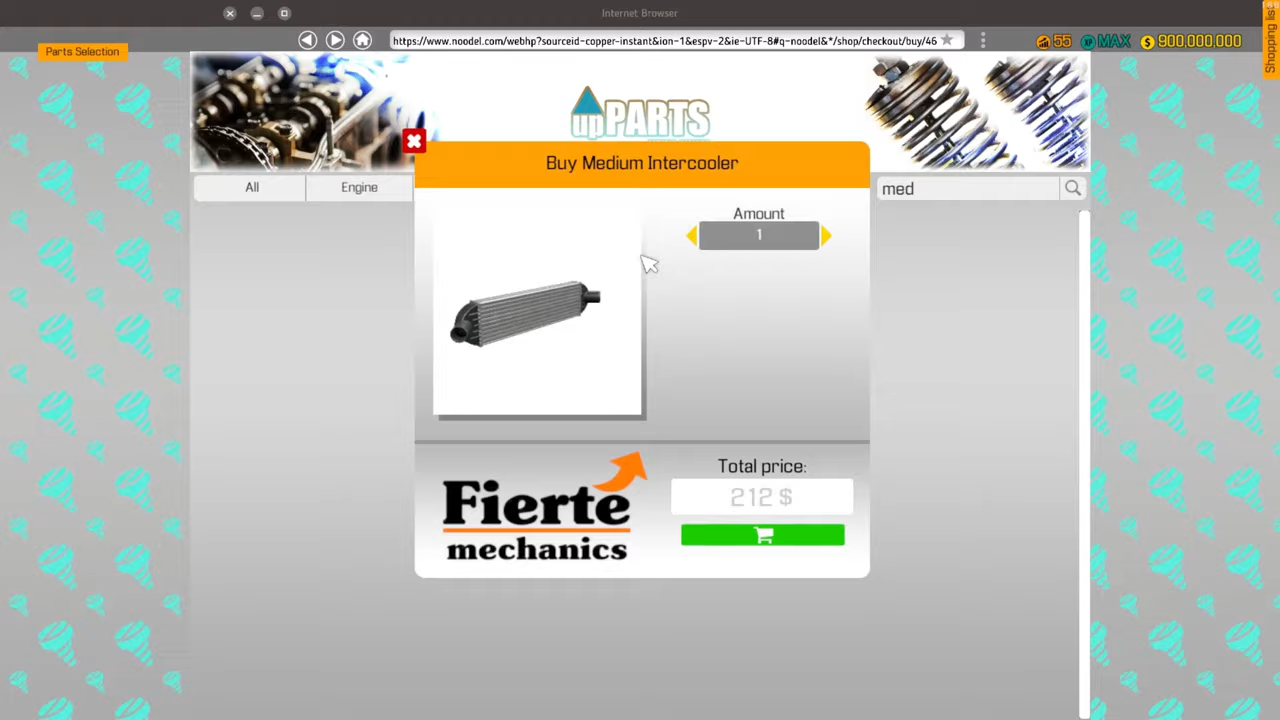 Internet Browser
https://www.noodel.com/webhp?sourceid-copper-instant&ion-1&espv-2&ie-UTF-8#q-noodel&*/shop/checkout/buy/46
Parts Selection
55
XP MAX
$ 900,000,000
Shopping list
upPARTS
Buy Medium Intercooler
All
Engine
med
Amount
1
Total price:
212 $
Fierte
mechanics